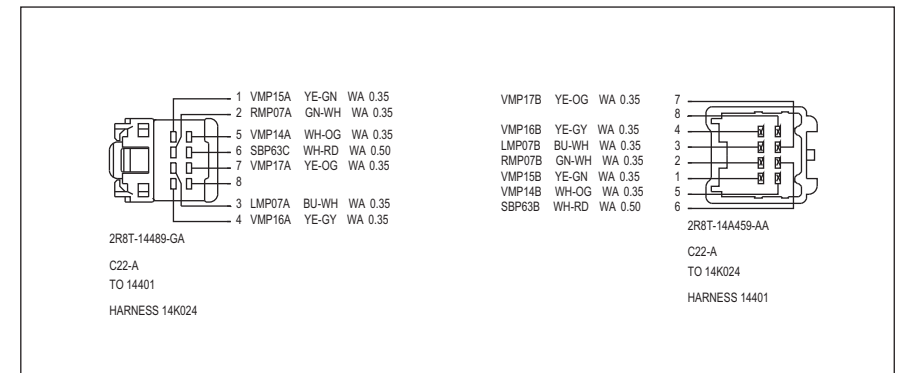 1 VMP15A YE-GN WA 0.35
2 RMP07A GN-WH WA 0.35
5 VMP14A WH-OG WA 0.35
6 SBP63C WH-RD WA 0.50
7 VMP17A YE-OG WA 0.35
8
3 LMP07A BU-WH WA 0.35
4 VMP16A YE-GY WA 0.35
2R8T-14489-GA
C22-A
TO 14401
HARNESS 14K024
VMP17B YE-OG WA 0.35 7
8
VMP16B YE-GY WA 0.35 4
LMP07B BU-WH WA 0.35 3
RMP07B GN-WH WA 0.35 2
VMP15B YE-GN WA 0.35 1
VMP14B WH-OG WA 0.35 5
SBP63B WH-RD WA 0.50 6
2R8T-14A459-AA
C22-A
TO 14K024
HARNESS 14401